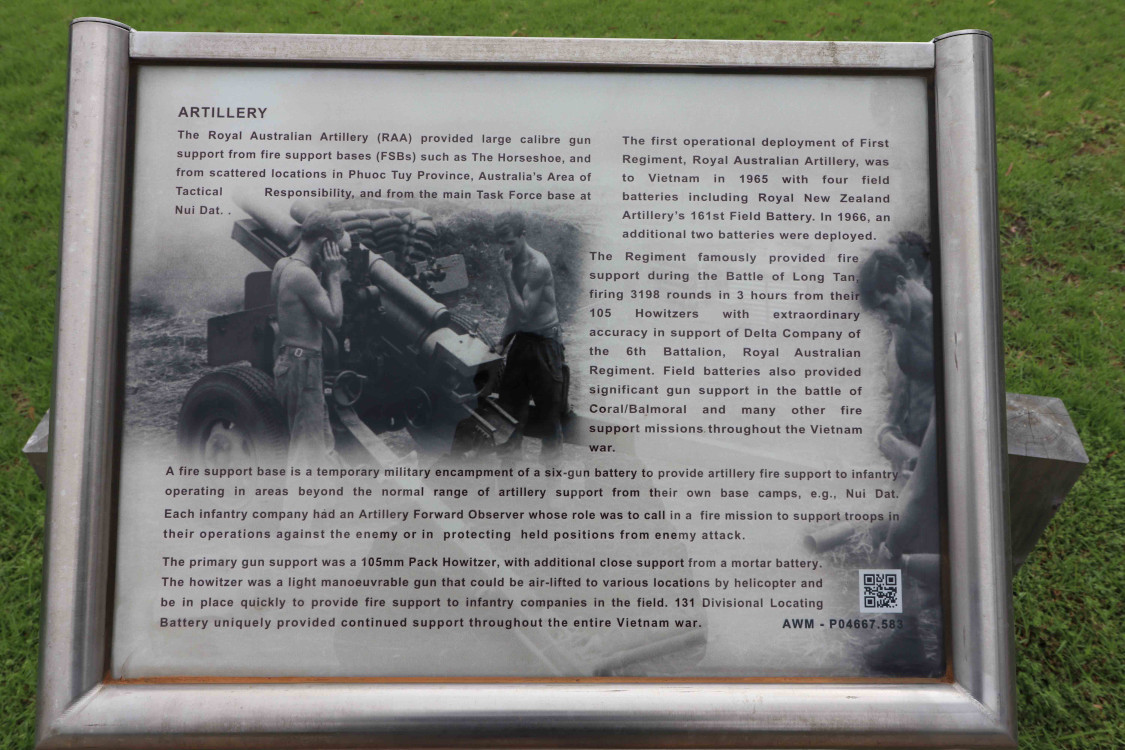 ARTILLERY
The Royal Australian Artillery (RAA) provided large calibre gun
support from fire support bases (FSBs) such as The Horseshoe, and
from scattered locations in Phuoc Tuy Province, Australia's Area of
Tactical Responsibility, and from the main Task Force base at
Nui Dat. .
The first operational deployment of First
Regiment, Royal Australian Artillery, was
to Vietnam in 1965 with four field
batteries including Royal New Zealand
Artillery's 161st Field Battery. In 1966, an
additional two batteries were deployed.
The Regiment famously provided fire
support during the Battle of Long Tan,
firing 3198 rounds in 3 hours from their
105 Howitzers with extraordinary
accuracy in support of Delta Company of
the 6th Battalion, Royal Australian
Regiment. Field batteries also provided
significant gun support in the battle of
Coral/Balmoral and many other fire
support missions throughout the Vietnam
war.
A fire support base is a temporary military encampment of a six-gun battery to provide artillery fire support to infantry
operating in areas beyond the normal range of artillery support from their own base camps, e.g., Nui Dat.
Each infantry company had an Artillery Forward Observer whose role was to call in a fire mission to support troops in
their operations against the enemy or in protecting held positions from enemy attack.
The primary gun support was a 105mm Pack Howitzer, with additional close support from a mortar battery.
The howitzer was a light manoeuvrable gun that could be air-lifted to various locations by helicopter and
be in place quickly to provide fire support to infantry companies in the field. 131 Divisional Locating
Battery uniquely provided continued support throughout the entire Vietnam war.
AWM - P04667.583